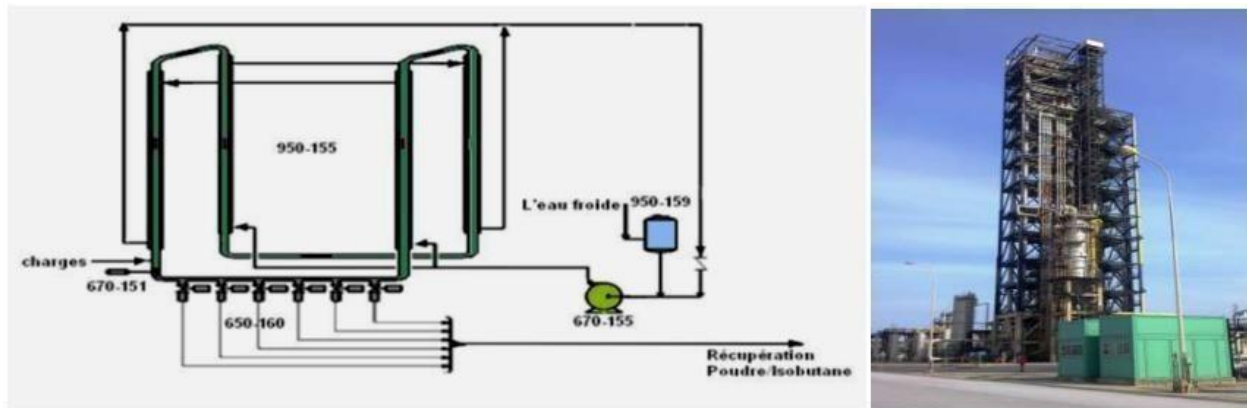 950-155
L'eau froide
950-159
charges
670-151
650-160
670-155
Récupération
Poudre/Isobutane